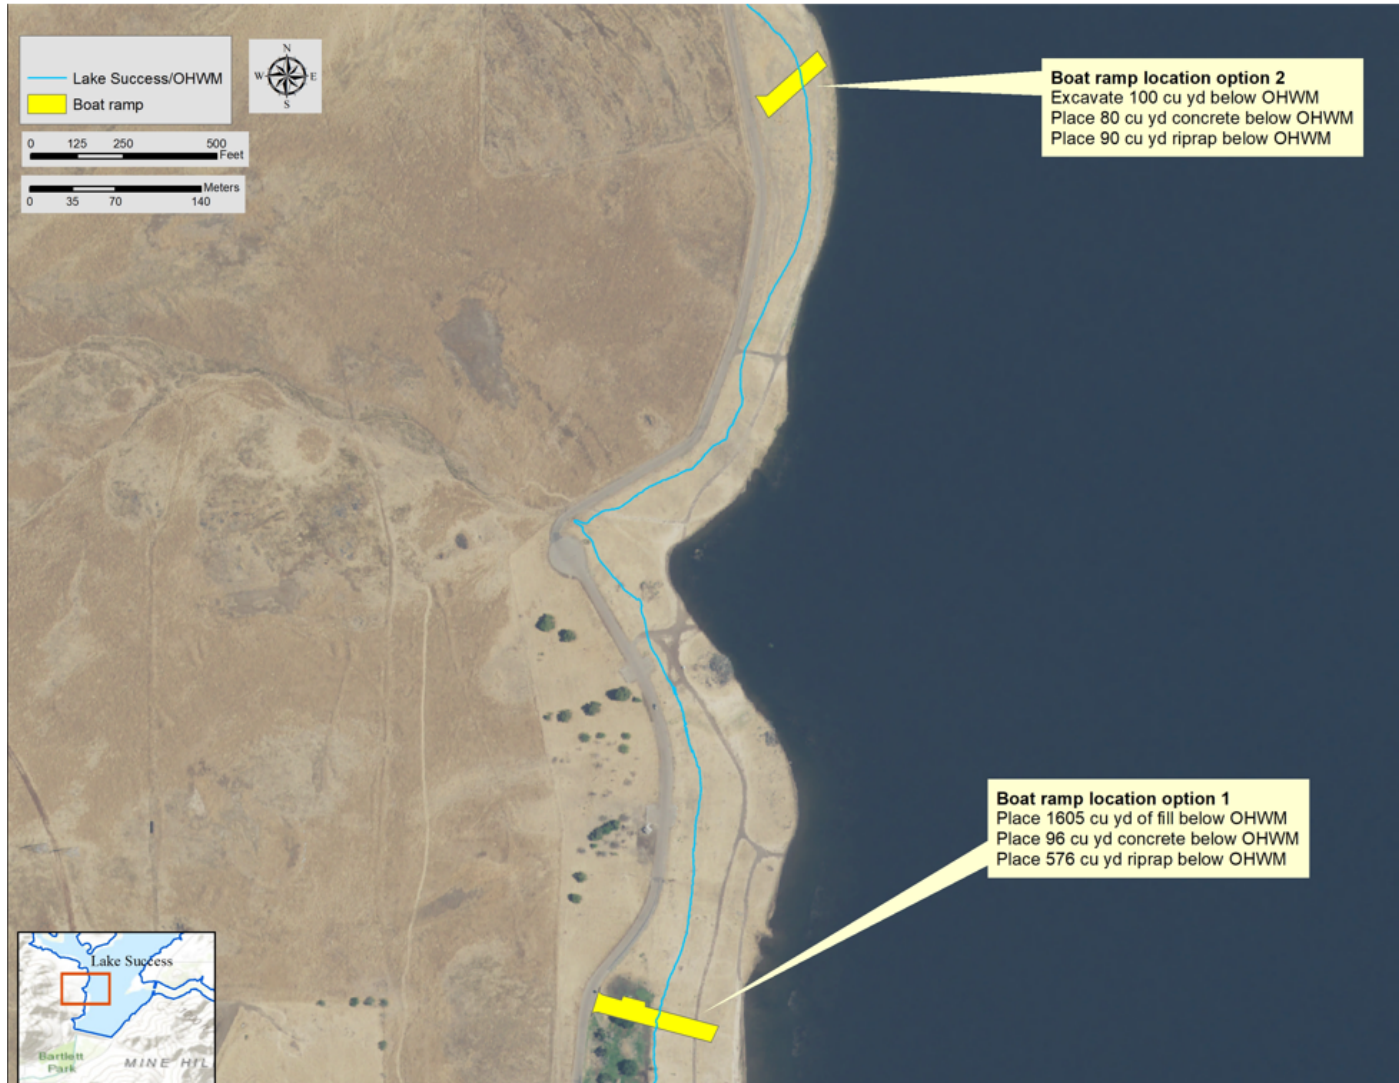 Lake Success/OHWM
Boat ramp
N
W E
S
0 125 250 500
Feet
Meters
0 35 70 140
Boat ramp location option 2
Excavate 100 cu yd below OHWM
Place 80 cu yd concrete below OHWM
Place 90 cu yd riprap below OHWM
Boat ramp location option 1
Place 1605 cu yd of fill below OHWM
Place 96 cu yd concrete below OHWM
Place 576 cu yd riprap below OHWM
Lake Success
Bartlett
Park
MINE HIL